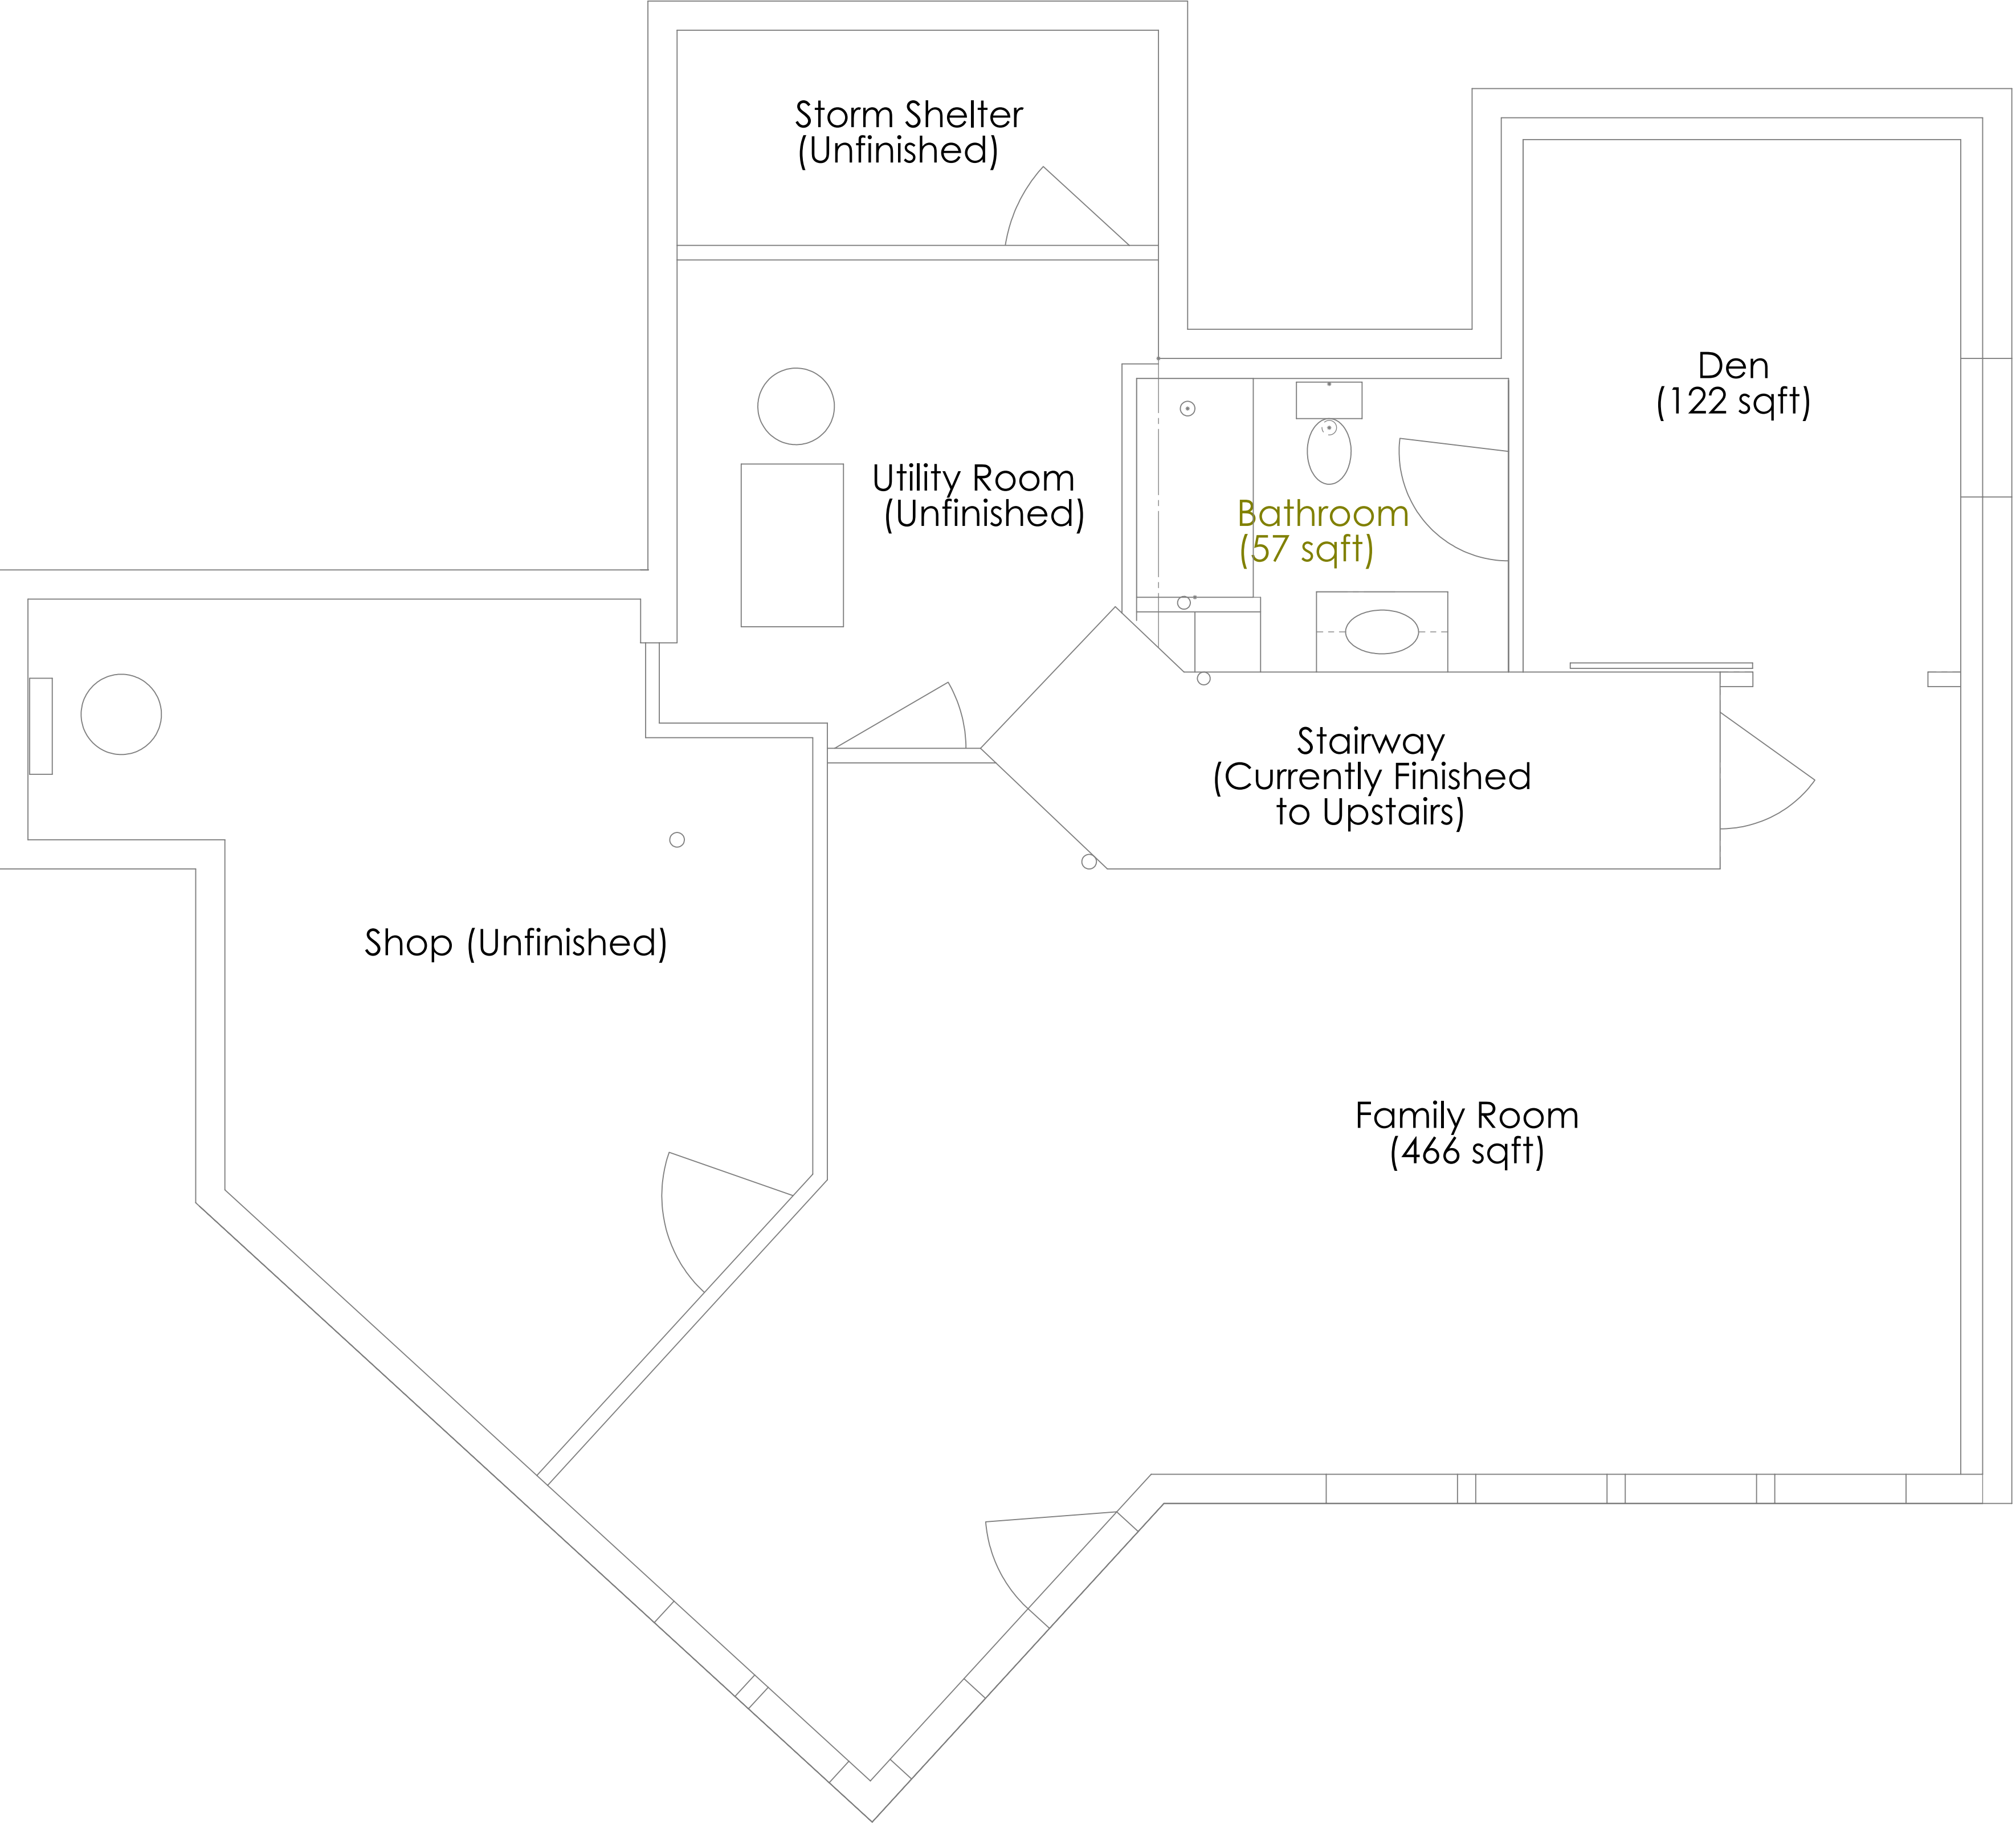 Storm Shelter
(Unfinished)
Den
(122 sqft)
Utility Room
(Unfinished)
Bathroom
(57 sqft)
Stairway
(Currently Finished
to Upstairs)
Shop (Unfinished)
Family Room
(466 sqft)